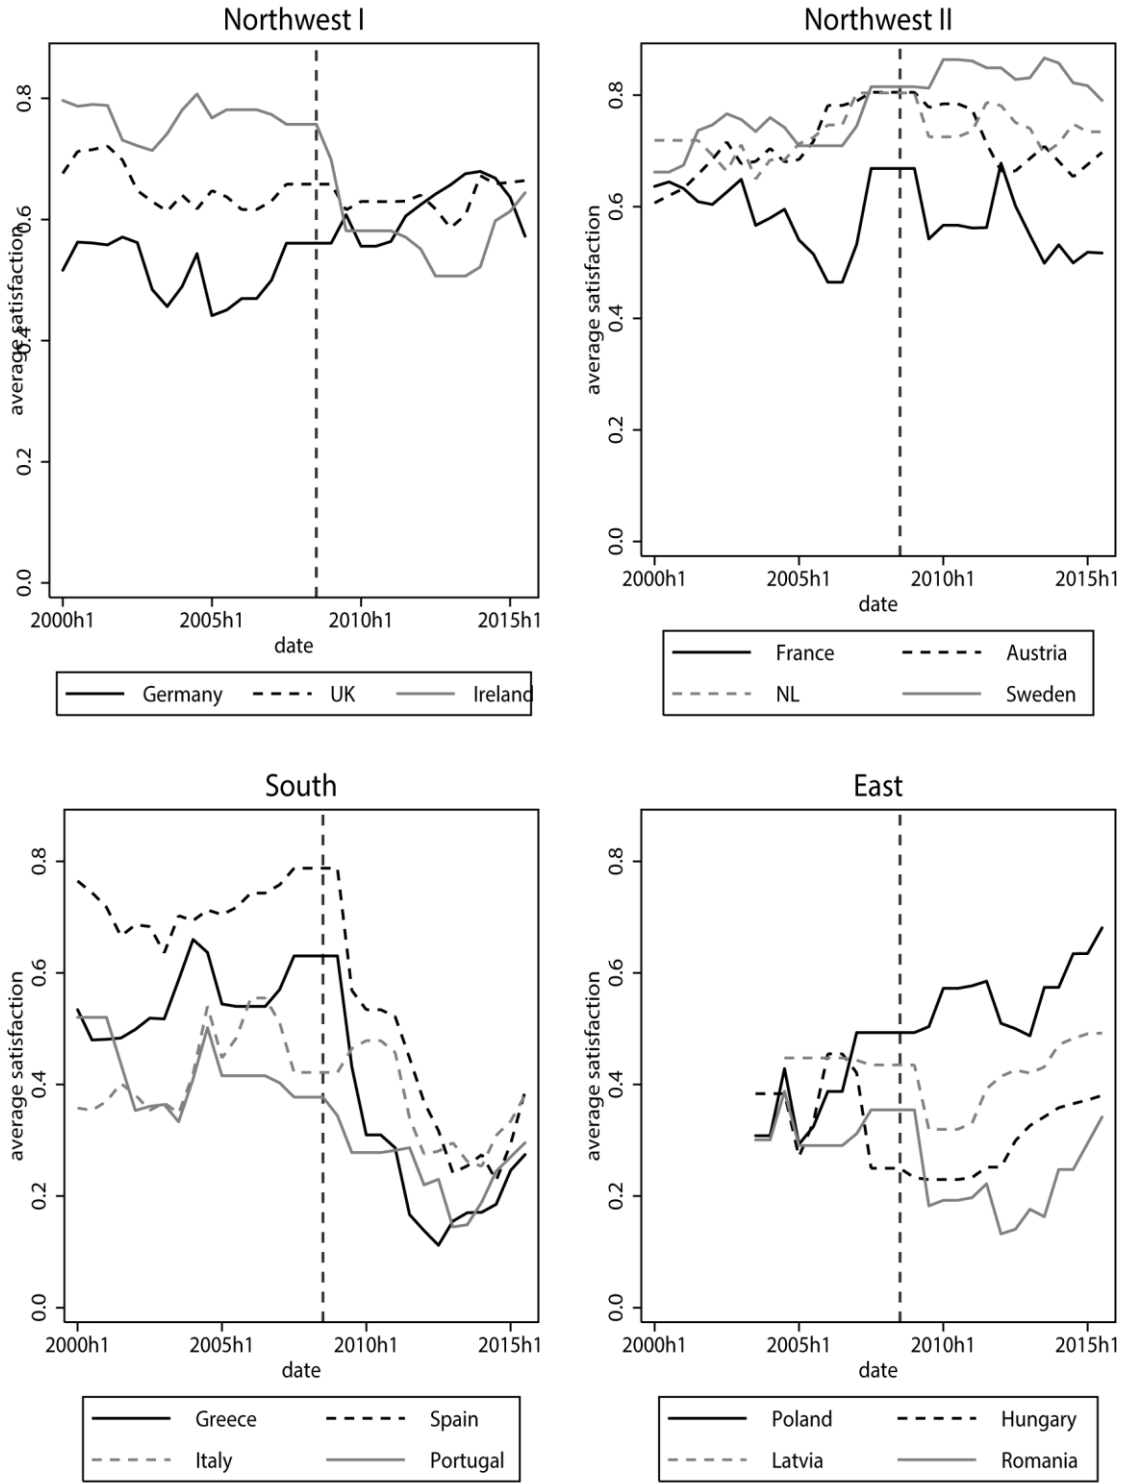 Northwest I
average satisfaction
0.8
0.6
0.4
0.2
0.0
2000h1 2005h1 2010h1 2015h1
date
Germany UK Ireland
Northwest II
average satisfaction
0.8
0.6
0.4
0.2
0.0
2000h1 2005h1 2010h1 2015h1
date
France Austria
NL Sweden
South
average satisfaction
0.8
0.6
0.4
0.2
0.0
2000h1 2005h1 2010h1 2015h1
date
Greece Spain
Italy Portugal
East
average satisfaction
0.8
0.6
0.4
0.2
0.0
2000h1 2005h1 2010h1 2015h1
date
Poland Hungary
Latvia Romania